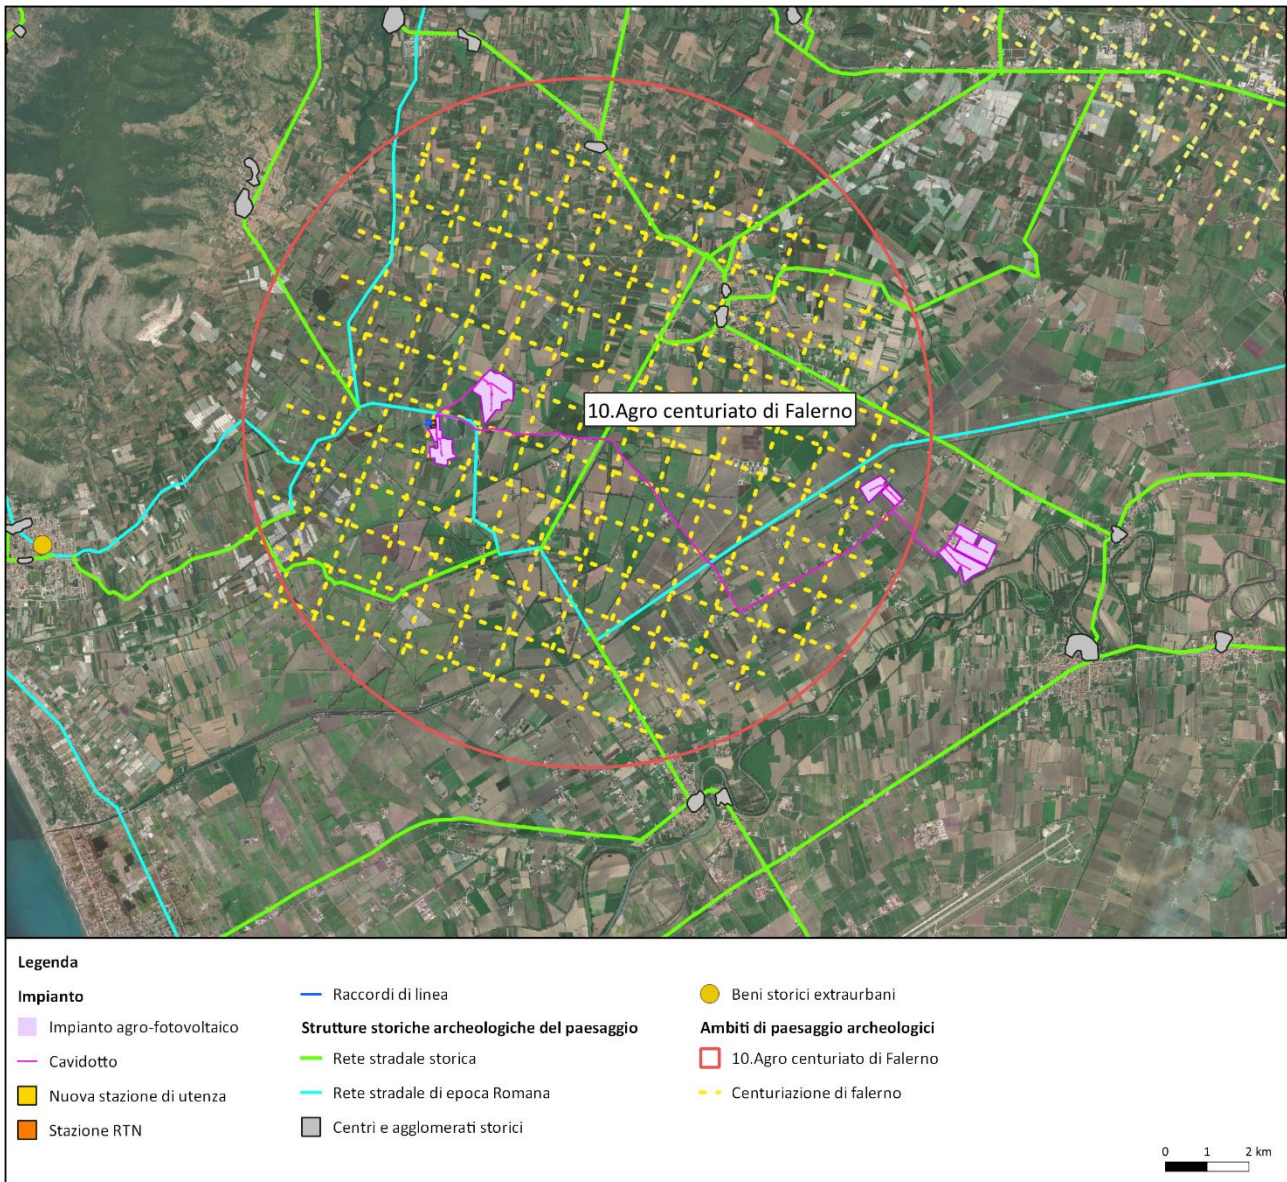 10.Agro centuriato di Falerno
Legenda
Impianto
Impianto agro-fotovoltaico
Cavidotto
Nuova stazione di utenza
Stazione RTN
Raccordi di linea
Strutture storiche archeologiche del paesaggio
Rete stradale storica
Rete stradale di epoca Romana
Centri e agglomerati storici
Beni storici extraurbani
Ambiti di paesaggio archeologici
10.Agro centuriato di Falerno
Centuriazione di falerno
0 1 2 km